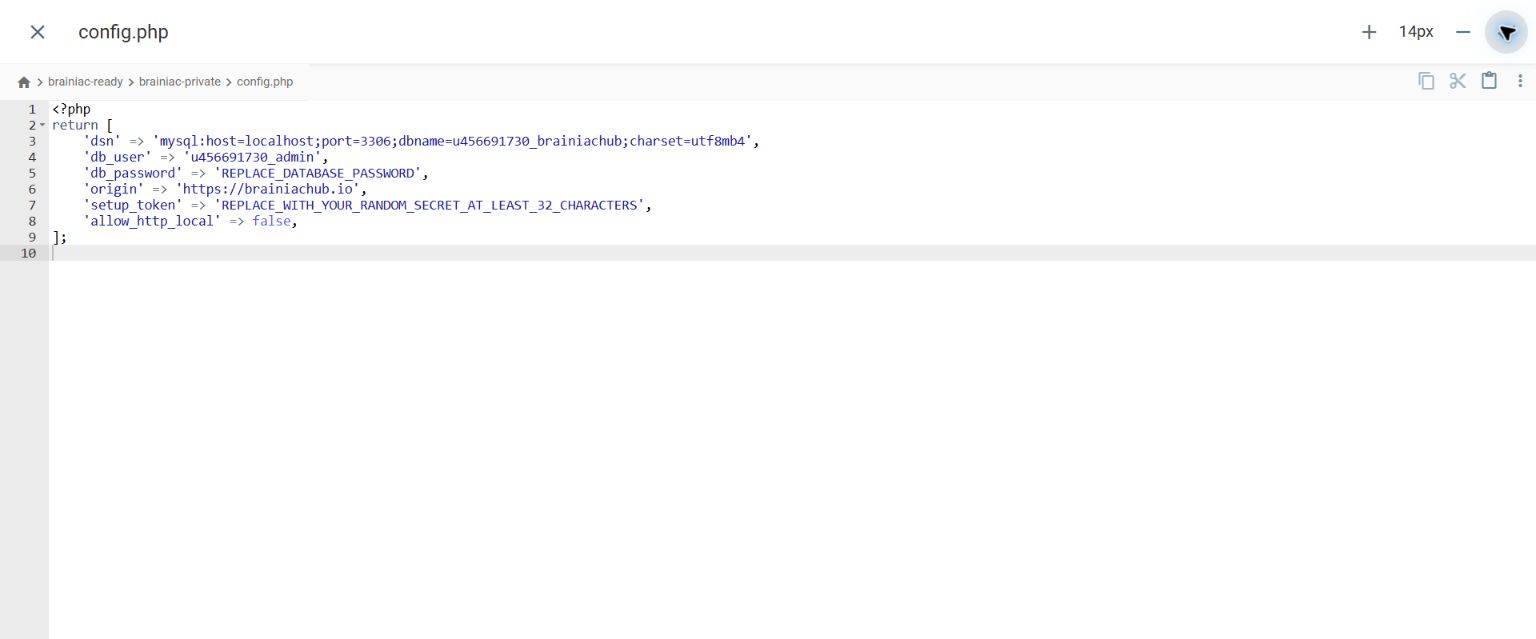 config.php
14px
brainiac-ready > brainiac-private > config.php
1 <?php
2 return [
3     'dsn' => 'mysql:host=localhost;port=3306;dbname=u456691730_brainiachub;charset=utf8mb4',
4     'db_user' => 'u456691730_admin',
5     'db_password' => 'REPLACE_DATABASE_PASSWORD',
6     'origin' => 'https://brainiachub.io',
7     'setup_token' => 'REPLACE_WITH_YOUR_RANDOM_SECRET_AT_LEAST_32_CHARACTERS',
8     'allow_http_local' => false,
9 ];
10